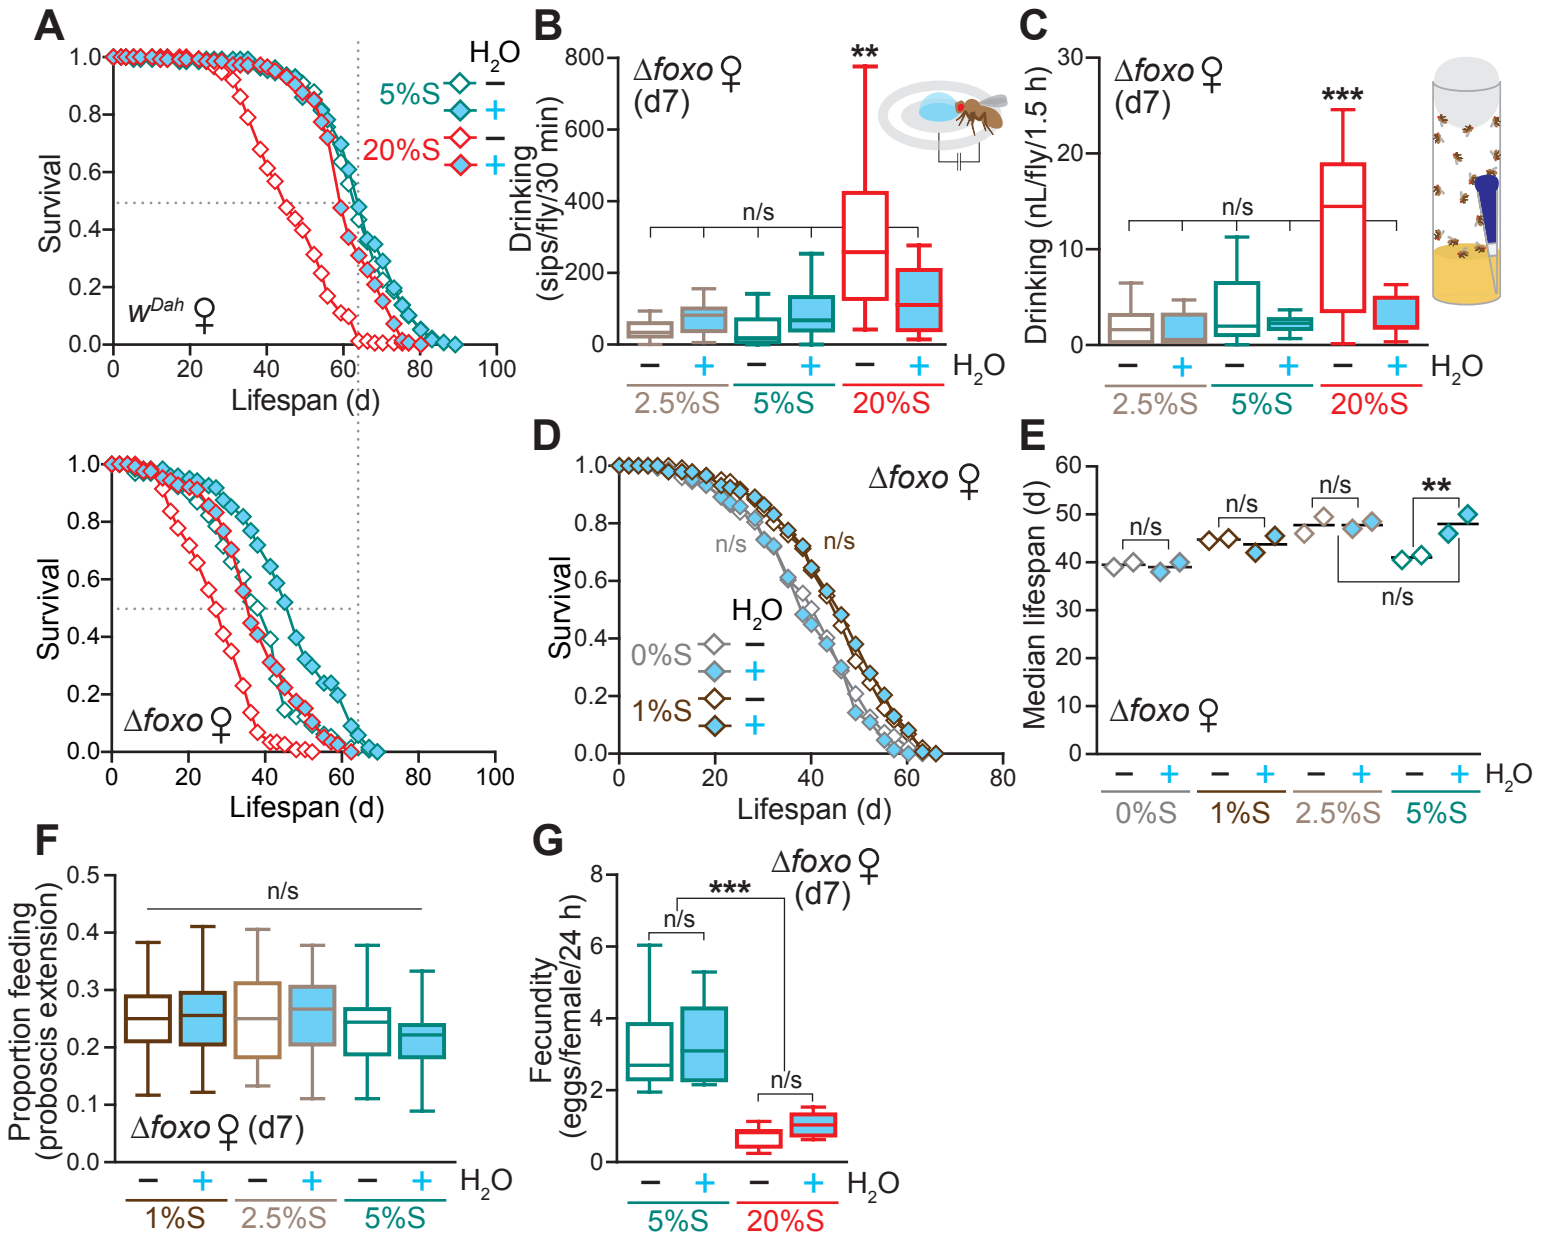 A
1.0
0.8
0.6
0.4
0.2
0.0
Survival
0
20
40
60
80
100
Lifespan (d)
wDah ♀
H2O
5%S
−
+
20%S
−
+
1.0
0.8
0.6
0.4
0.2
0.0
Survival
Δfoxo ♀
0
20
40
60
80
100
Lifespan (d)
B
Δfoxo ♀
(d7)
800
600
400
200
0
Drinking
(sips/fly/30 min)
**
n/s
− + − + − + H2O
2.5%S 5%S 20%S
C
Δfoxo ♀
(d7)
30
20
10
0
Drinking (nL/fly/1.5 h)
***
n/s
− + − + − + H2O
2.5%S 5%S 20%S
D
Δfoxo ♀
1.0
0.8
0.6
0.4
0.2
0.0
Survival
n/s
n/s
H2O
0%S
−
+
1%S
−
+
0
20
40
60
80
Lifespan (d)
E
60
50
40
30
20
10
0
Median lifespan (d)
n/s
n/s
n/s
**
n/s
Δfoxo ♀
− + − + − + − + H2O
0%S 1%S 2.5%S 5%S
F
0.5
0.4
0.3
0.2
0.1
0.0
Proportion feeding
(proboscis extension)
n/s
Δfoxo ♀ (d7)
− + − + − + H2O
1%S 2.5%S 5%S
G
Δfoxo ♀
(d7)
8
6
4
2
0
Fecundity
(eggs/female/24 h)
***
n/s
n/s
− + − + H2O
5%S 20%S